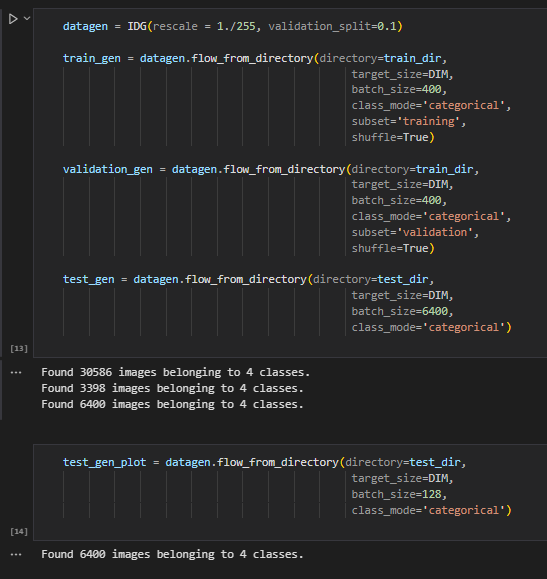 datagen = IDG(rescale = 1./255, validation_split=0.1)
train_gen = datagen.flow_from_directory(directory=train_dir,
target_size=DIM,
batch_size=400,
class_mode='categorical',
subset='training',
shuffle=True)
validation_gen = datagen.flow_from_directory(directory=train_dir,
target_size=DIM,
batch_size=400,
class_mode='categorical',
subset='validation',
shuffle=True)
test_gen = datagen.flow_from_directory(directory=test_dir,
target_size=DIM,
batch_size=6400,
class_mode='categorical')
[13]
... Found 30586 images belonging to 4 classes.
Found 3398 images belonging to 4 classes.
Found 6400 images belonging to 4 classes.
test_gen_plot = datagen.flow_from_directory(directory=test_dir,
target_size=DIM,
batch_size=128,
class_mode='categorical')
[14]
... Found 6400 images belonging to 4 classes.